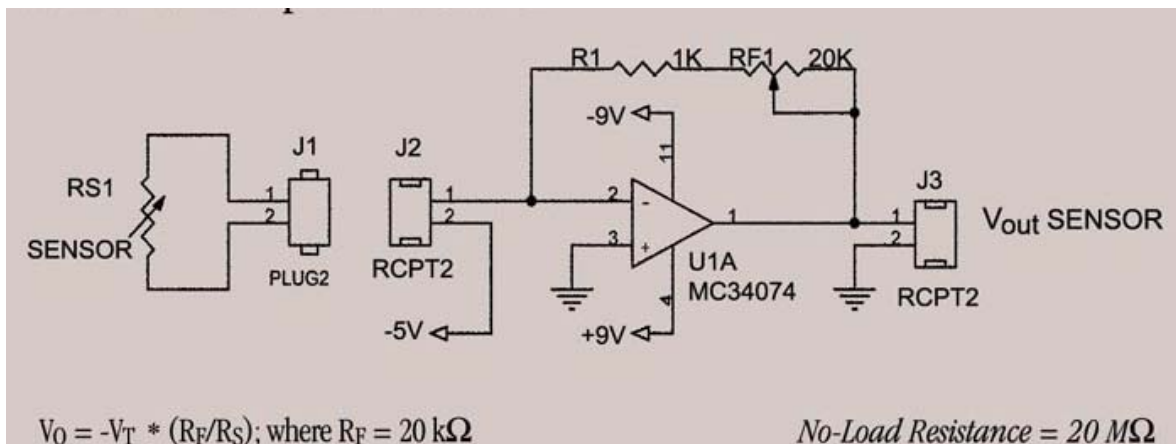 R1
1K
RF1
20K
-9V
11
J1
J2
J3
RS1
1
2
1
2
2
3
-
+
1
1
2
Vout SENSOR
SENSOR
PLUG2
RCPT2
U1A
MC34074
RCPT2
4
-5V
+9V
VO = -VT * (RF/RS); where RF = 20 kΩ
No-Load Resistance = 20 MΩ